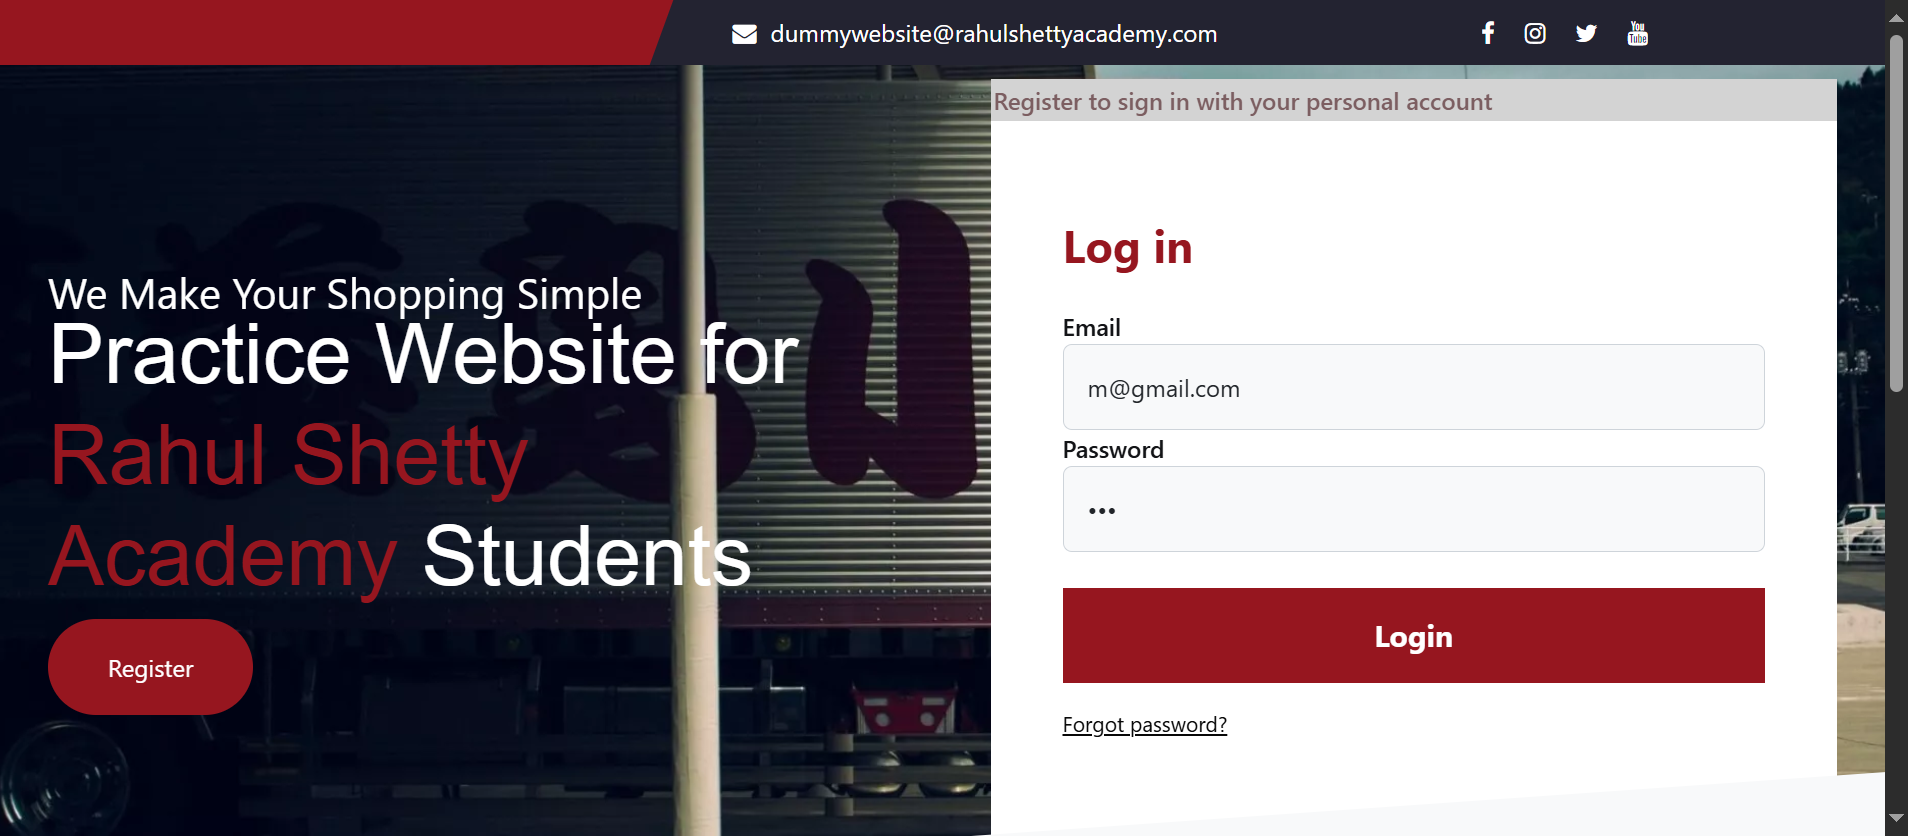 dummywebsite@rahulshettyacademy.com
You
Tube
Register to sign in with your personal account
We Make Your Shopping Simple
Practice Website for
Rahul Shetty
Academy Students
Register
Log in
Email
m@gmail.com
Password
•••
Login
Forgot password?